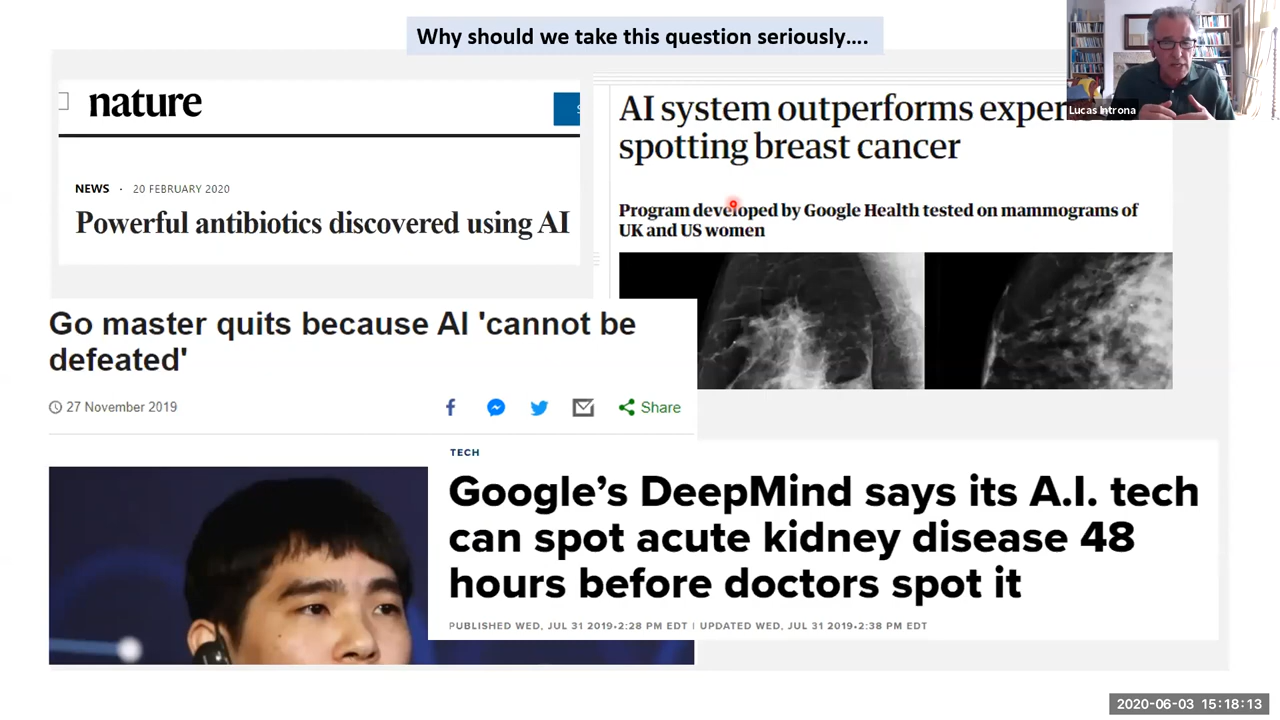 Why should we take this question seriously....
nature
NEWS · 20 FEBRUARY 2020
Powerful antibiotics discovered using AI
AI system outperforms
spotting breast cancer
Program developed by Google Health tested on mammograms of
UK and US women
Lucas Introna
Go master quits because AI 'cannot be
defeated'
27 November 2019
Share
TECH
Google's DeepMind says its A.I. tech
can spot acute kidney disease 48
hours before doctors spot it
PUBLISHED WED, JUL 31 2019•2:28 PM EDT | UPDATED WED, JUL 31 2019•2:38 PM EDT
2020-06-03 15:18:13